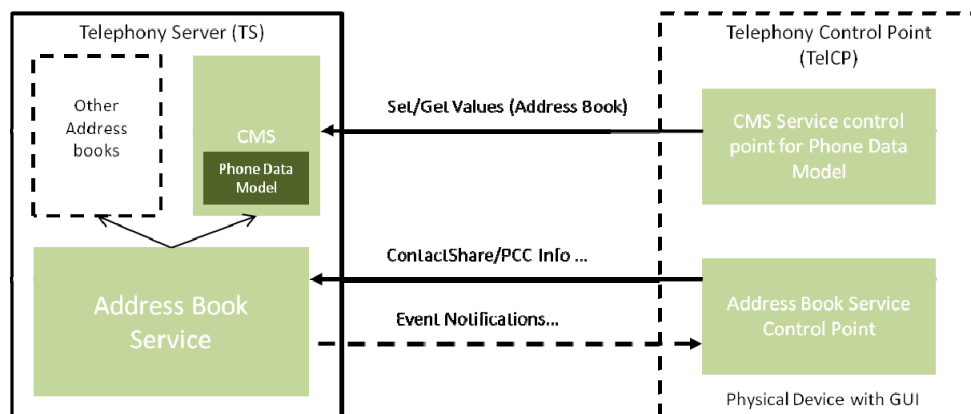 Telephony Server (TS)
Other
Address
books
CMS
Phone Data
Model
Address Book
Service
Set/Get Values (Address Book)
ContactShare/PCC Info ...
Event Notifications...
Telephony Control Point
(TelCP)
CMS Service control
point for Phone Data
Model
Address Book Service
Control Point
Physical Device with GUI